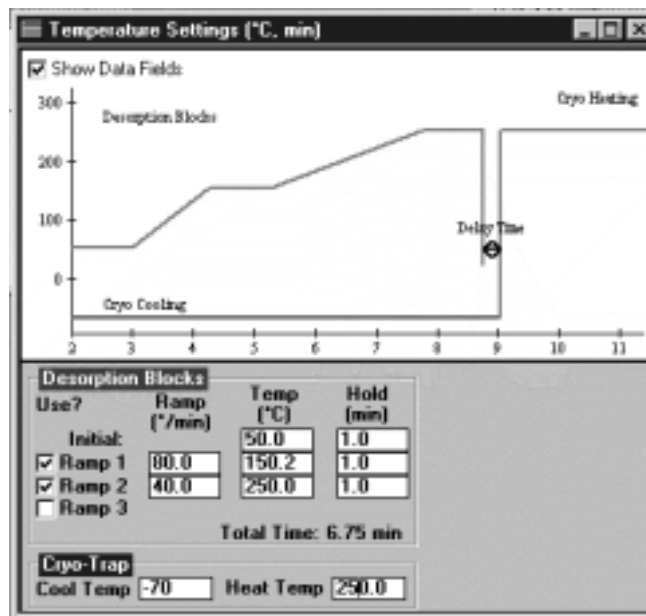 Temperature Settings (°C, min)
Show Data Fields
300
Desorption Blocks
Cryo Heating
200
100
Delay Time
0
Cryo Cooling
2 3 4 5 6 7 8 9 10 11
Desorption Blocks
Use? Ramp (°/min) Temp (°C) Hold (min)
Initial: 50.0 1.0
Ramp 1 80.0 150.2 1.0
Ramp 2 40.0 250.0 1.0
Ramp 3
Total Time: 6.75 min
Cryo-Trap
Cool Temp -70 Heat Temp 250.0